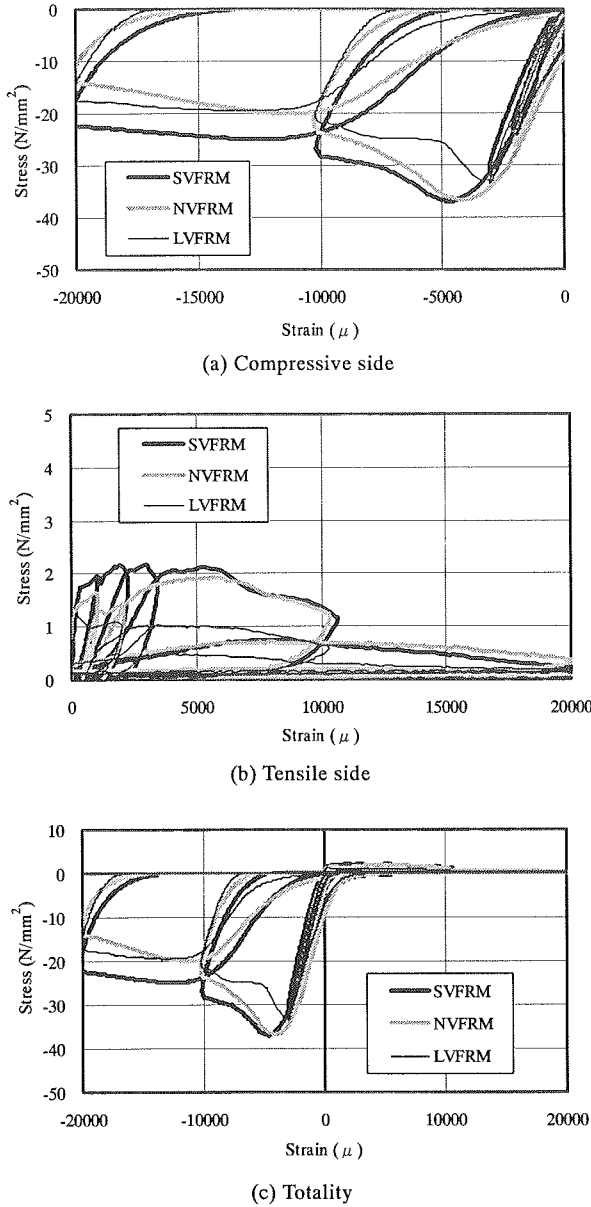 0
-10
-20
-30
-40
-50
Stress (N/mm²)
SVFRM
NVFRM
LVFRM
-20000 -15000 -10000 -5000 0
Strain ( μ )
(a) Compressive side
5
4
3
2
1
0
Stress (N/mm²)
SVFRM
NVFRM
LVFRM
0 5000 10000 15000 20000
Strain ( μ )
(b) Tensile side
10
0
-10
-20
-30
-40
-50
Stress (N/mm²)
SVFRM
NVFRM
LVFRM
-20000 -10000 0 10000 20000
Strain ( μ )
(c) Totality